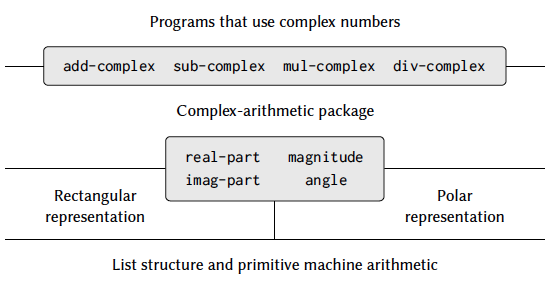 Programs that use complex numbers
add-complex sub-complex mul-complex div-complex
Complex-arithmetic package
real-part magnitude
imag-part angle
Rectangular
representation
Polar
representation
List structure and primitive machine arithmetic